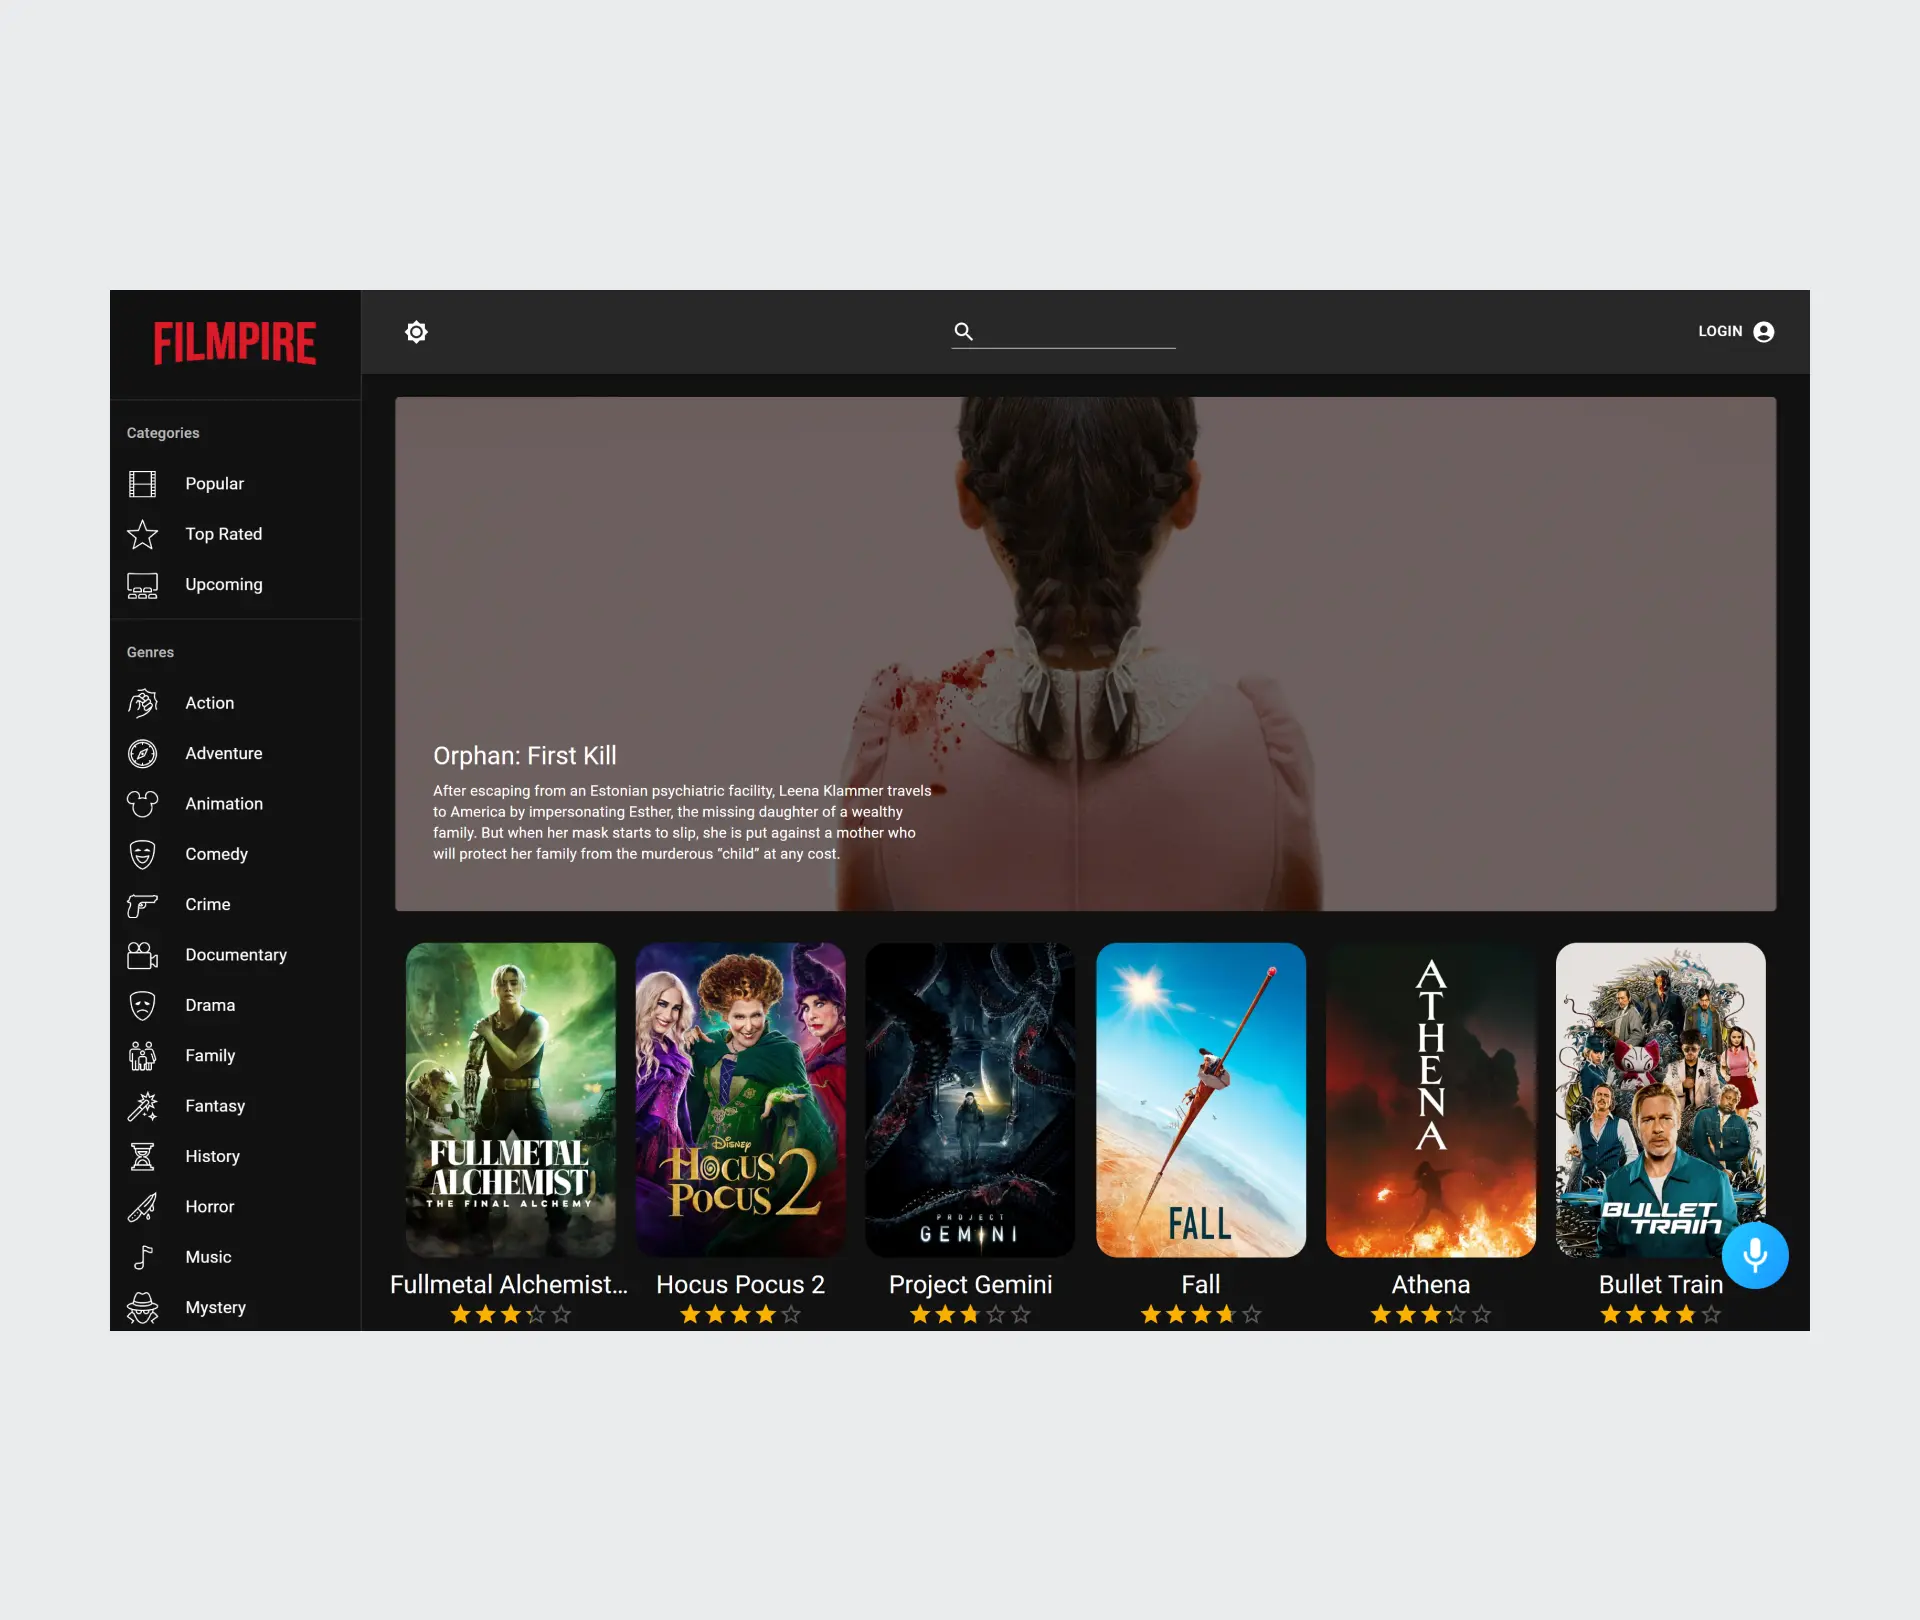 FILMPIRE
LOGIN
Categories
Popular
Top Rated
Upcoming
Genres
Action
Adventure
Animation
Comedy
Crime
Documentary
Drama
Family
Fantasy
History
Horror
Music
Mystery
Orphan: First Kill
After escaping from an Estonian psychiatric facility, Leena Klammer travels
to America by impersonating Esther, the missing daughter of a wealthy
family. But when her mask starts to slip, she is put against a mother who
will protect her family from the murderous “child” at any cost.
FULLMETAL
ALCHEMIST
THE FINAL ALCHEMY
Fullmetal Alchemist...
Disney
HOCUS
POCUS 2
Hocus Pocus 2
PROJECT
GEMINI
Project Gemini
FALL
Fall
ATHENA
Athena
BULLET
TRAIN
Bullet Train